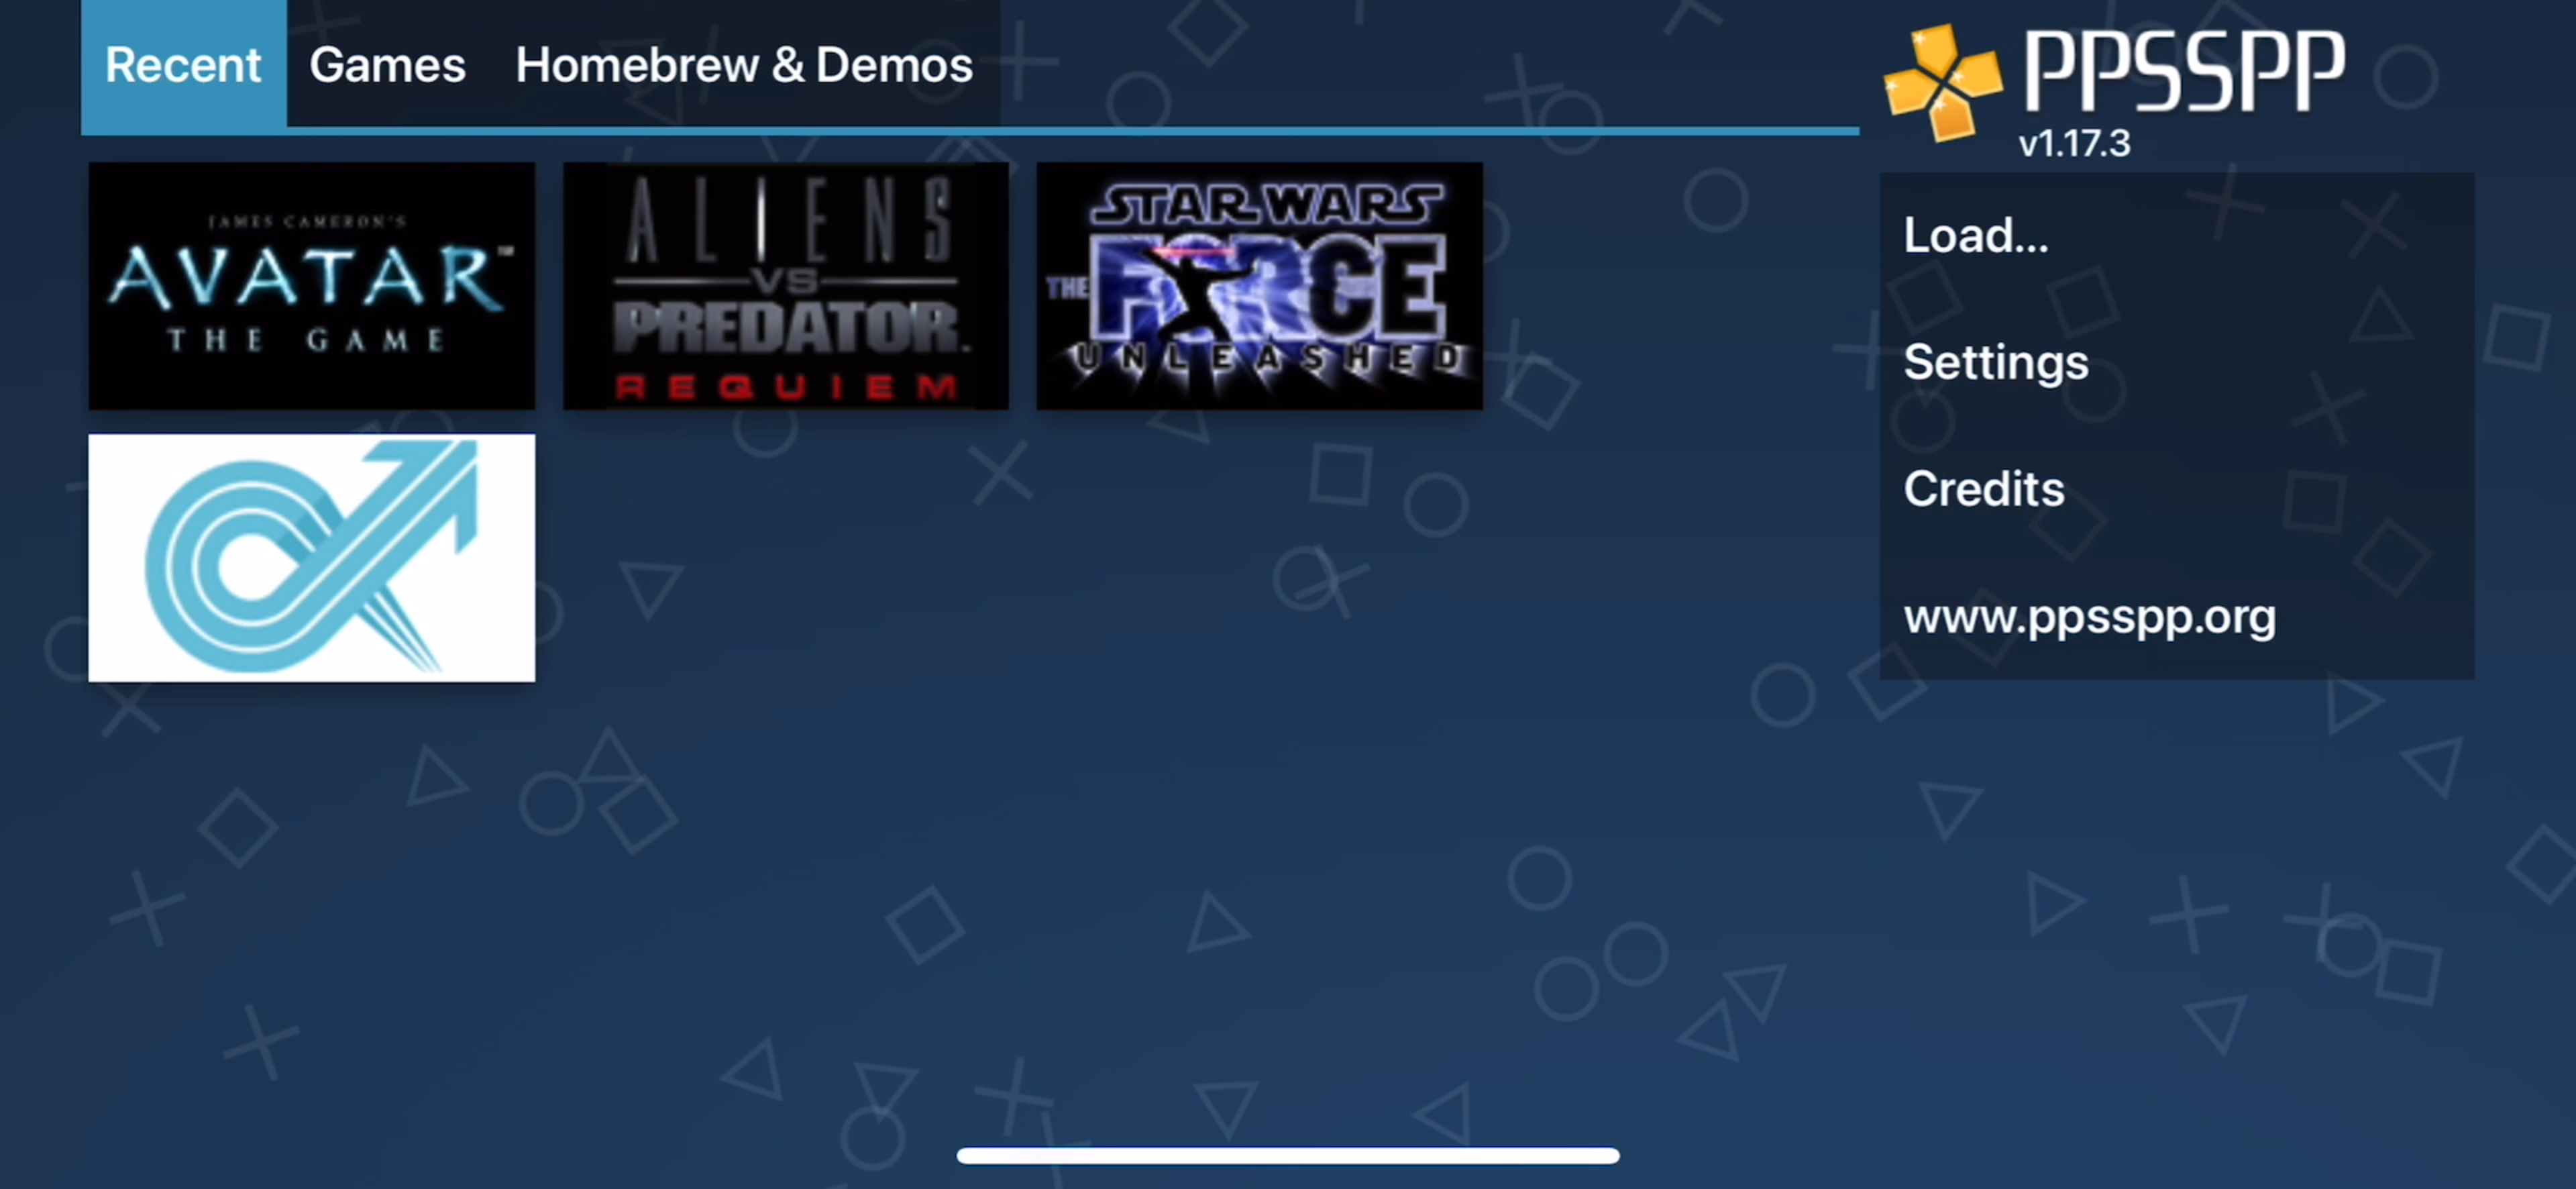 Recent Games Homebrew & Demos
PPSSPP
v1.17.3
JAMES CAMERON'S
AVATAR™
THE GAME
ALIENS
VS
PREDATOR
REQUIEM
STAR WARS
THE FORCE
UNLEASHED
Load...
Settings
Credits
www.ppsspp.org